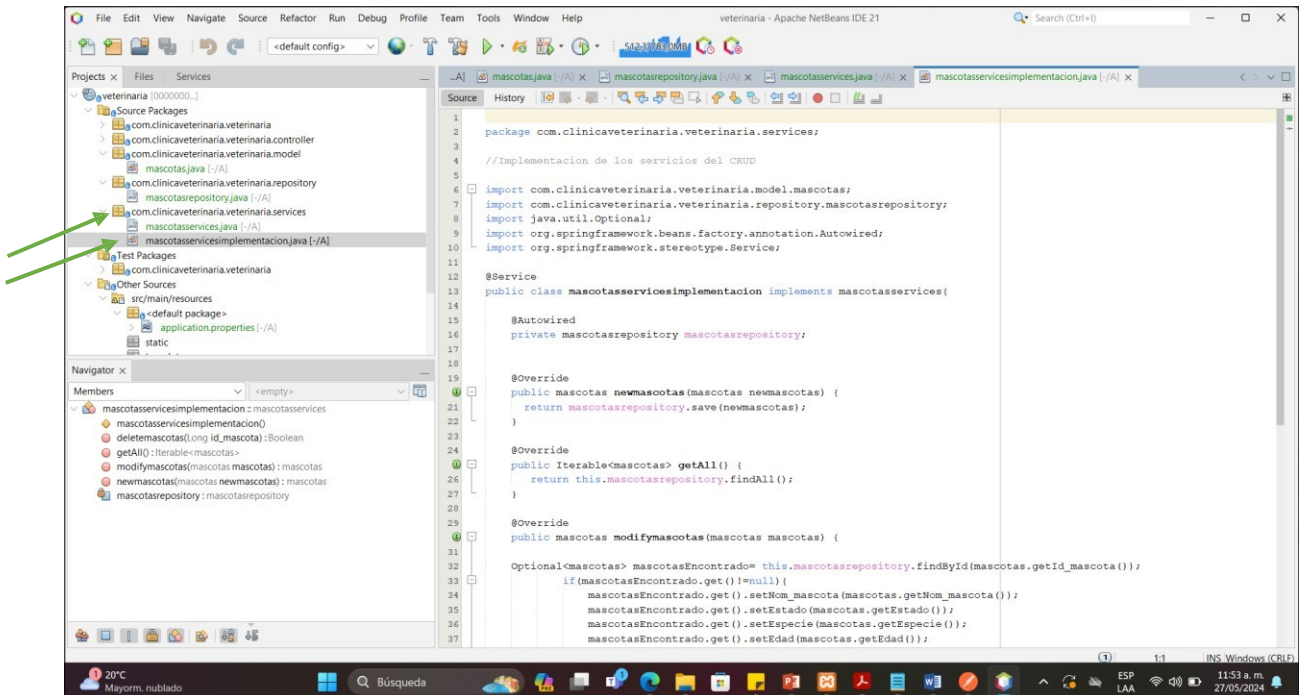 File Edit View Navigate Source Refactor Run Debug Profile Team Tools Window Help veterinaria - Apache NetBeans IDE 21 Search (Ctrl+I)
<default config>
Projects Files Services
veterinaria [0000000...]
Source Packages
com.clinicaveterinaria.veterinaria
com.clinicaveterinaria.veterinaria.controller
com.clinicaveterinaria.veterinaria.model
mascotas.java [-/A]
com.clinicaveterinaria.veterinaria.repository
mascotasrepository.java [-/A]
com.clinicaveterinaria.veterinaria.services
mascotasservices.java [-/A]
mascotasservicesimplementacion.java [-/A]
Test Packages
com.clinicaveterinaria.veterinaria
Other Sources
src/main/resources
<default package>
application.properties [-/A]
static
Navigator
Members <empty>
mascotasservicesimplementacion :: mascotasservices
mascotasservicesimplementacion()
deletemascotas(Long id_mascota) : Boolean
getAll() : Iterable<mascotas>
modifymascotas(mascotas mascotas) : mascotas
newmascotas(mascotas newmascotas) : mascotas
mascotasrepository : mascotasrepository
...A] mascotas.java [-/A] mascotasrepository.java [-/A] mascotasservices.java [-/A] mascotasservicesimplementacion.java [-/A]
Source History
1
2 package com.clinicaveterinaria.veterinaria.services;
3
4 //Implementacion de los servicios del CRUD
5
6 import com.clinicaveterinaria.veterinaria.model.mascotas;
7 import com.clinicaveterinaria.veterinaria.repository.mascotasrepository;
8 import java.util.Optional;
9 import org.springframework.beans.factory.annotation.Autowired;
10 import org.springframework.stereotype.Service;
11
12 @Service
13 public class mascotasservicesimplementacion implements mascotasservices{
14
15 @Autowired
16 private mascotasrepository mascotasrepository;
17
18
19 @Override
public mascotas newmascotas(mascotas newmascotas) {
21 return mascotasrepository.save(newmascotas);
22 }
23
24 @Override
public Iterable<mascotas> getAll() {
26 return this.mascotasrepository.findAll();
27 }
28
29 @Override
public mascotas modifymascotas(mascotas mascotas) {
31
32 Optional<mascotas> mascotasEncontrado= this.mascotasrepository.findById(mascotas.getId_mascota());
33 if(mascotasEncontrado.get()!=null){
34 mascotasEncontrado.get().setNom_mascota(mascotas.getNom_mascota());
35 mascotasEncontrado.get().setEstado(mascotas.getEstado());
36 mascotasEncontrado.get().setEspecie(mascotas.getEspecie());
37 mascotasEncontrado.get().setEdad(mascotas.getEdad());
1 1:1 INS Windows (CRLF)
1 20°C
Mayorm. nublado
Búsqueda
ESP
LAA
11:53 a. m.
27/05/2024